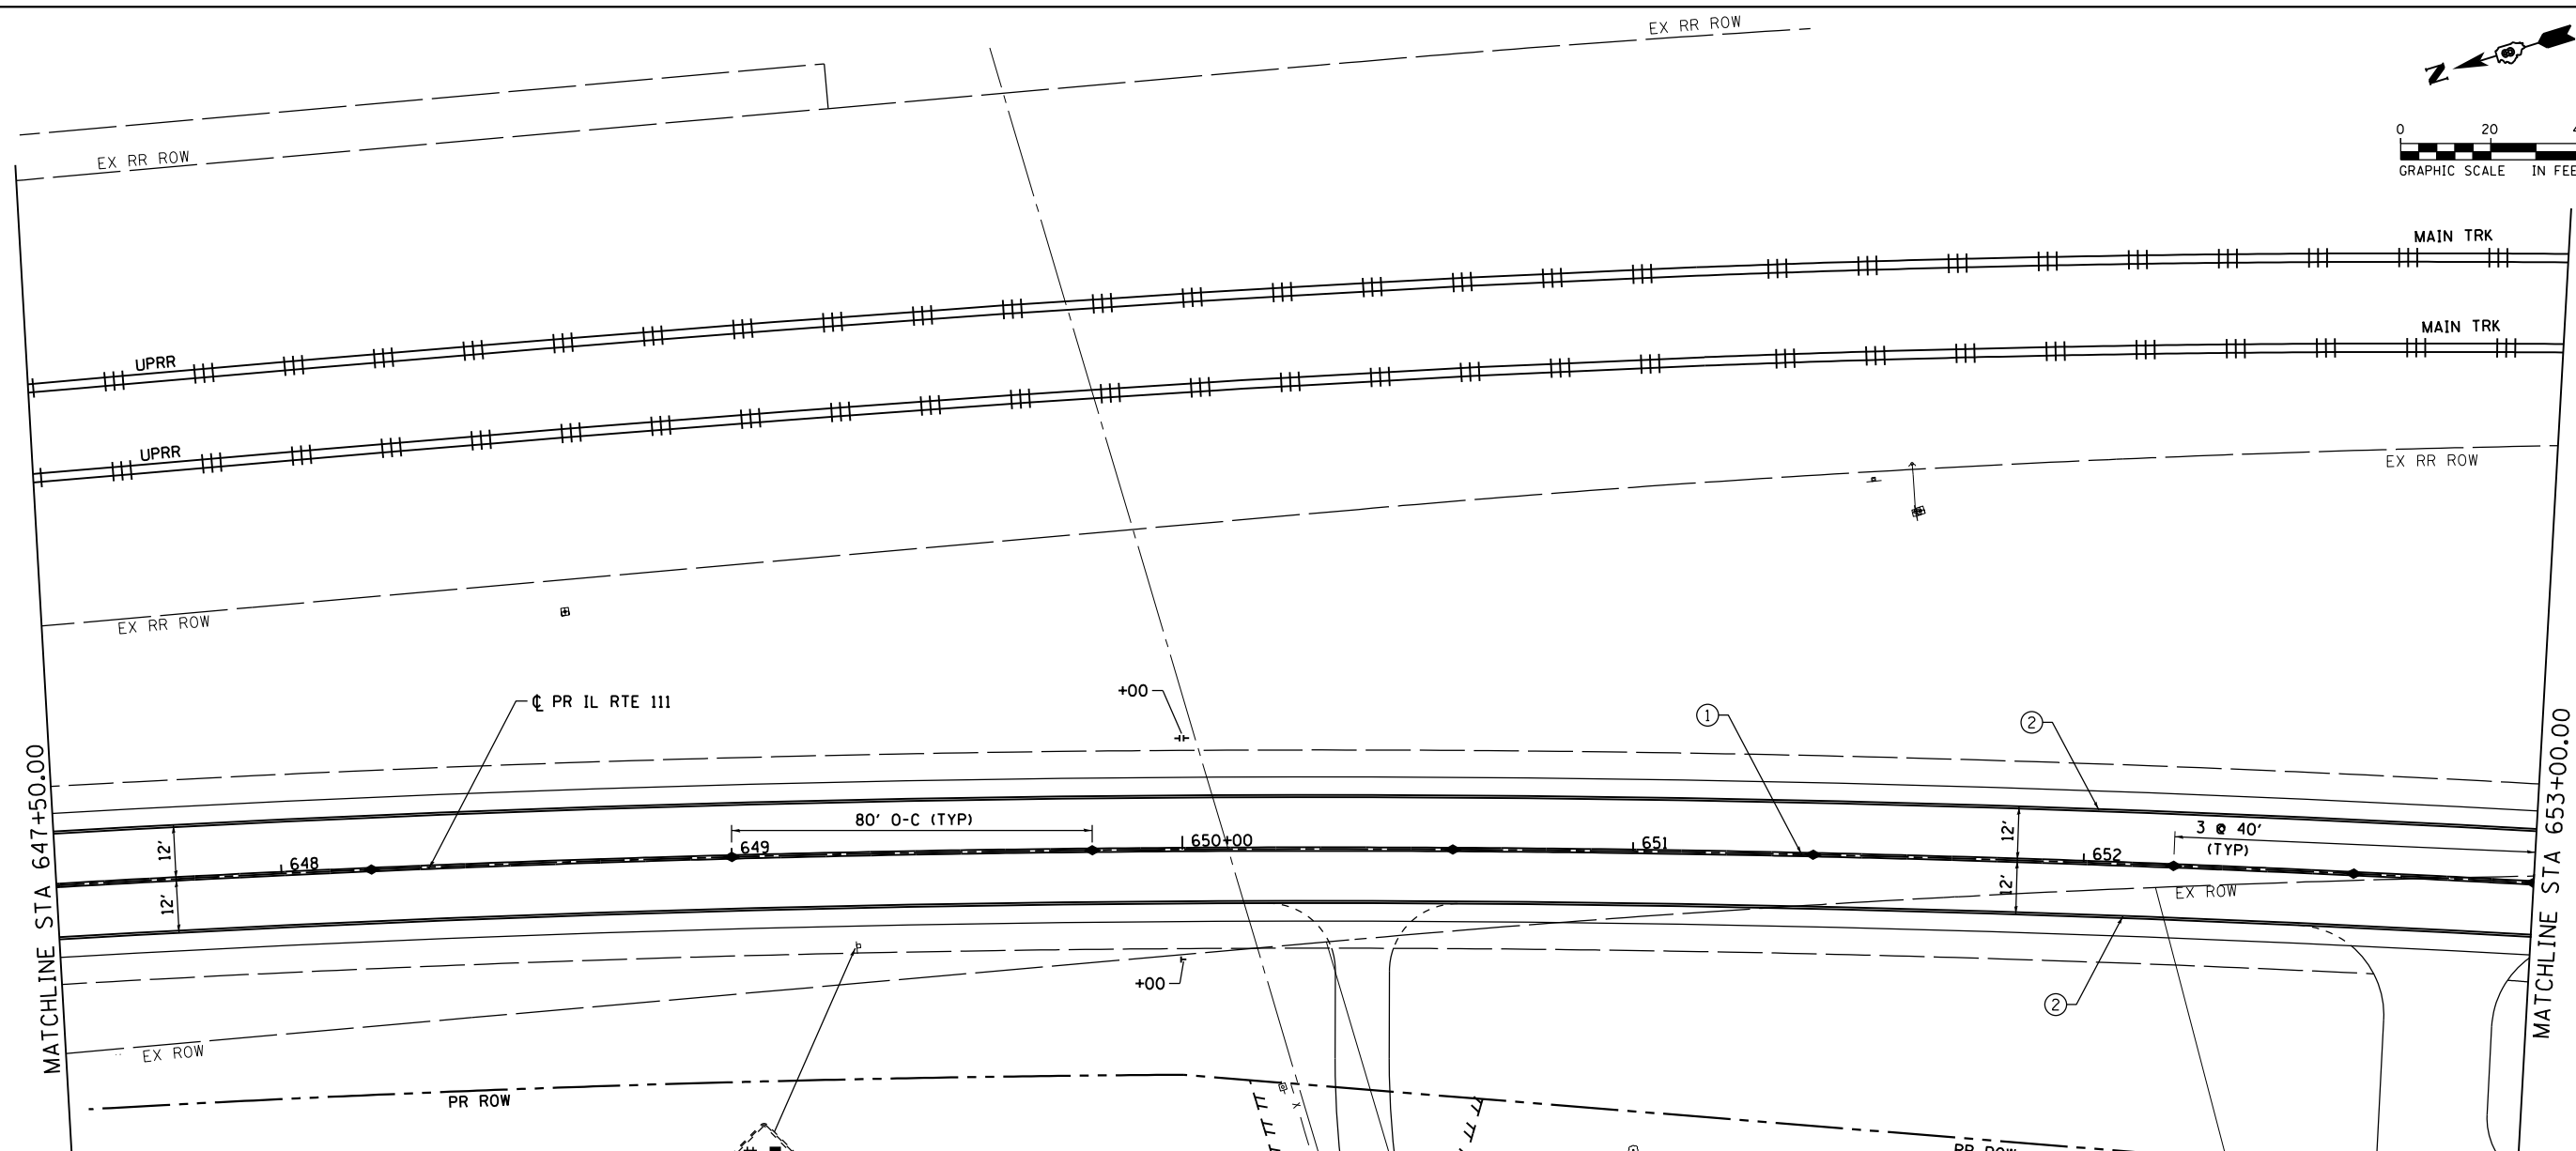 EX RR ROW
N
EX RR ROW
0 20
GRAPHIC SCALE IN FEE
MAIN TRK
MAIN TRK
UPRR
UPRR
EX RR ROW
EX RR ROW
+00
℄ PR IL RTE 111
1
2
MATCHLINE STA 647+50.00
MATCHLINE STA 653+00.00
80' O-C (TYP)
3 @ 40'
(TYP)
12'
12'
648
649
650+00
651
652
12'
12'
EX ROW
+00
2
EX ROW
PR ROW
X
PR ROW